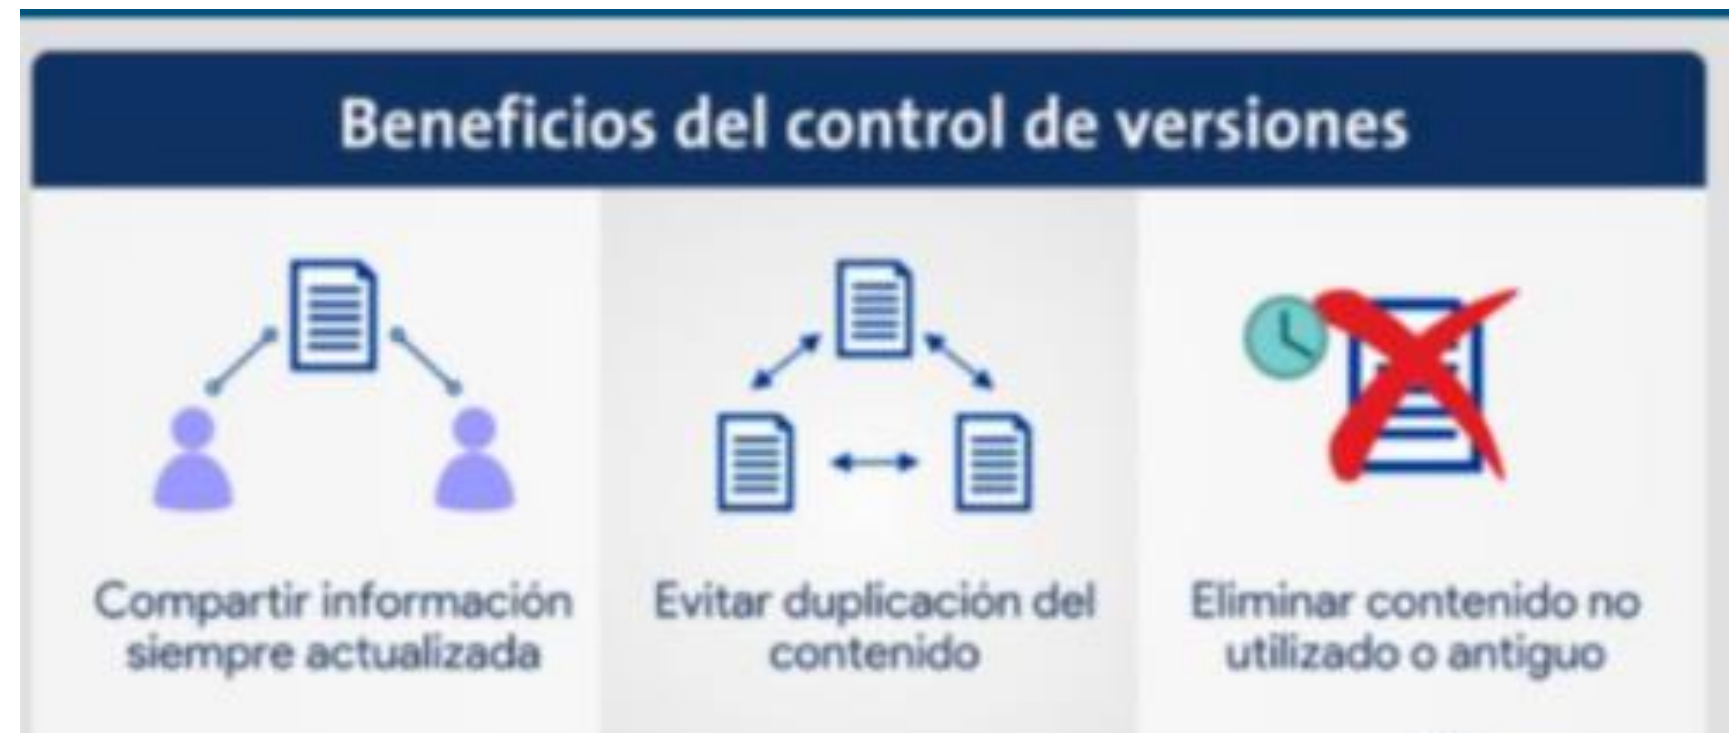 Beneficios del control de versiones
Compartir información
siempre actualizada
Evitar duplicación del
contenido
Eliminar contenido no
utilizado o antiguo